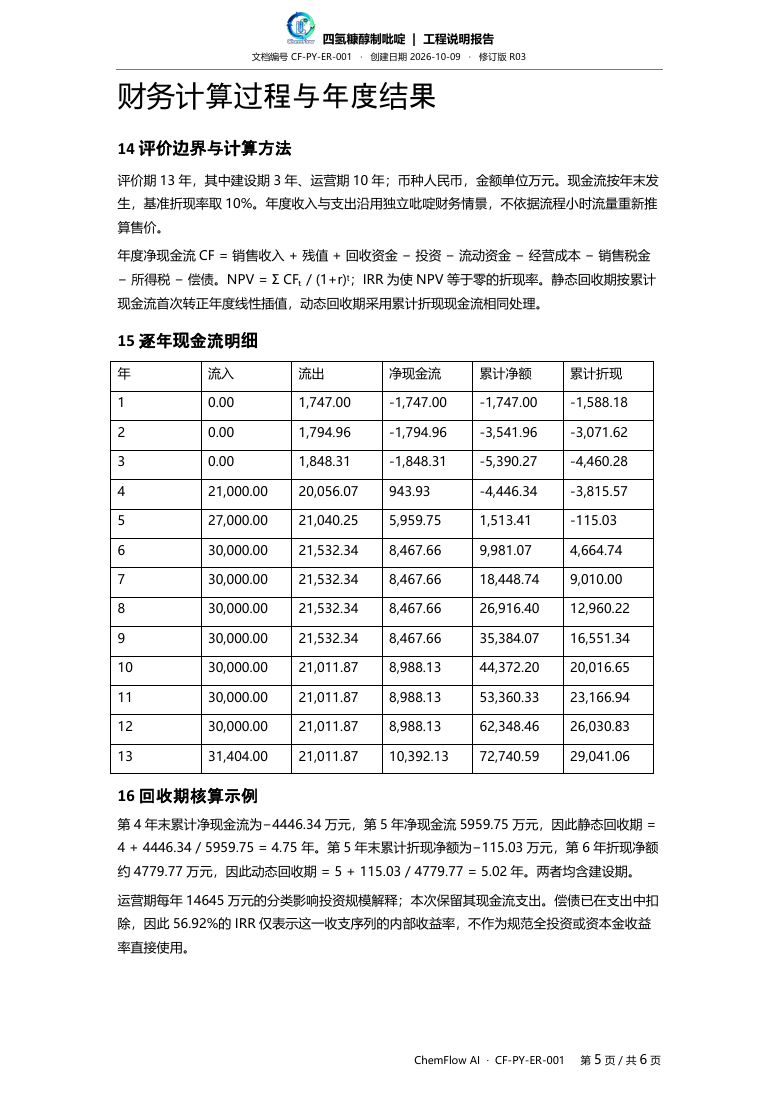 四氢糠醇制吡啶 | 工程说明报告
文档编号 CF-PY-ER-001 · 创建日期 2026-10-09 · 修订版 R03
财务计算过程与年度结果
14 评价边界与计算方法
评价期 13 年，其中建设期 3 年、运营期 10 年；币种人民币，金额单位万元。现金流按年末发
生，基准折现率取 10%。年度收入与支出沿用独立吡啶财务情景，不依据流程小时流量重新推
算售价。
年度净现金流 CF = 销售收入 + 残值 + 回收资金 − 投资 − 流动资金 − 经营成本 − 销售税金
− 所得税 − 偿债。NPV = Σ CFₜ / (1+r)ᵗ；IRR 为使 NPV 等于零的折现率。静态回收期按累计
现金流首次转正年度线性插值，动态回收期采用累计折现现金流相同处理。
15 逐年现金流明细
年 流入 流出 净现金流 累计净额 累计折现
1 0.00 1,747.00 -1,747.00 -1,747.00 -1,588.18
2 0.00 1,794.96 -1,794.96 -3,541.96 -3,071.62
3 0.00 1,848.31 -1,848.31 -5,390.27 -4,460.28
4 21,000.00 20,056.07 943.93 -4,446.34 -3,815.57
5 27,000.00 21,040.25 5,959.75 1,513.41 -115.03
6 30,000.00 21,532.34 8,467.66 9,981.07 4,664.74
7 30,000.00 21,532.34 8,467.66 18,448.74 9,010.00
8 30,000.00 21,532.34 8,467.66 26,916.40 12,960.22
9 30,000.00 21,532.34 8,467.66 35,384.07 16,551.34
10 30,000.00 21,011.87 8,988.13 44,372.20 20,016.65
11 30,000.00 21,011.87 8,988.13 53,360.33 23,166.94
12 30,000.00 21,011.87 8,988.13 62,348.46 26,030.83
13 31,404.00 21,011.87 10,392.13 72,740.59 29,041.06
16 回收期核算示例
第 4 年末累计净现金流为−4446.34 万元，第 5 年净现金流 5959.75 万元，因此静态回收期 =
4 + 4446.34 / 5959.75 = 4.75 年。第 5 年末累计折现净额为−115.03 万元，第 6 年折现净额
约 4779.77 万元，因此动态回收期 = 5 + 115.03 / 4779.77 = 5.02 年。两者均含建设期。
运营期每年 14645 万元的分类影响投资规模解释；本次保留其现金流支出。偿债已在支出中扣
除，因此 56.92%的 IRR 仅表示这一收支序列的内部收益率，不作为规范全投资或资本金收益
率直接使用。
ChemFlow AI · CF-PY-ER-001 第 5 页 / 共 6 页